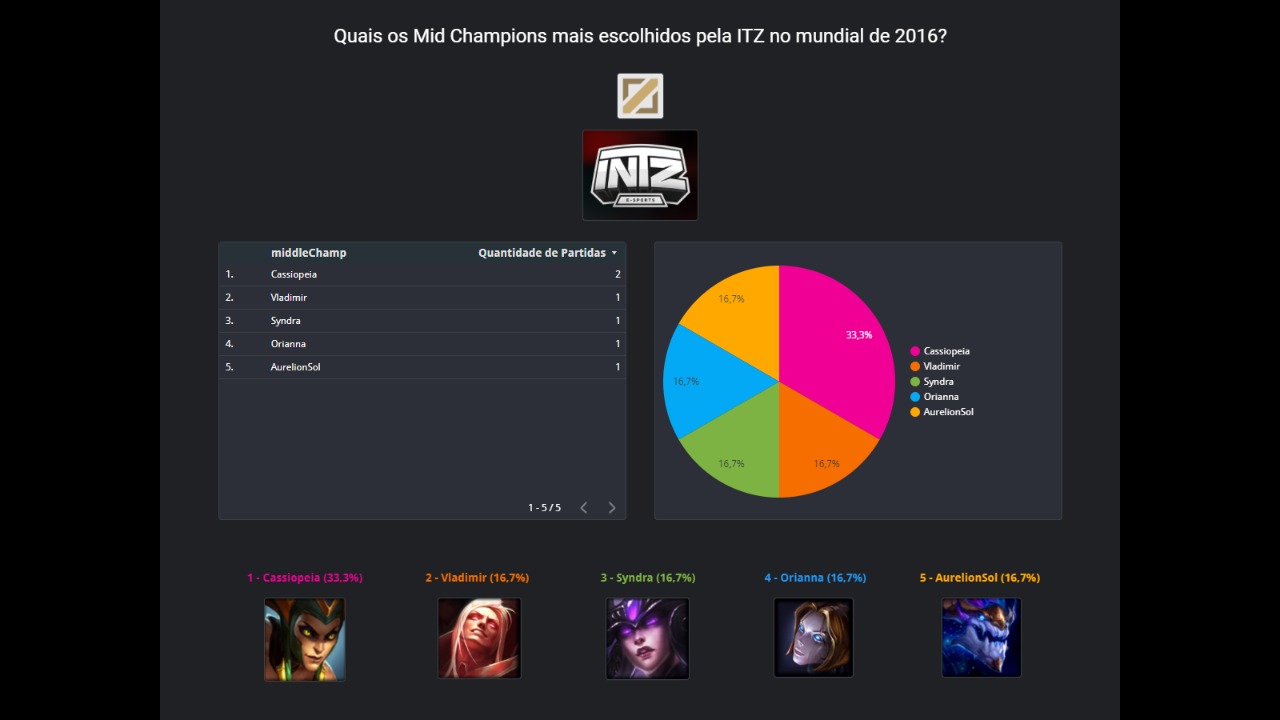 Quais os Mid Champions mais escolhidos pela ITZ no mundial de 2016?
INTZ
E-SPORTS
middleChamp Quantidade de Partidas
1. Cassiopeia 2
2. Vladimir 1
3. Syndra 1
4. Orianna 1
5. AurelionSol 1
1 - 5 / 5
16,7%
33,3%
16,7%
16,7%
16,7%
Cassiopeia
Vladimir
Syndra
Orianna
AurelionSol
1 - Cassiopeia (33.3%)
2 - Vladimir (16,7%)
3 - Syndra (16,7%)
4 - Orianna (16,7%)
5 - AurelionSol (16,7%)